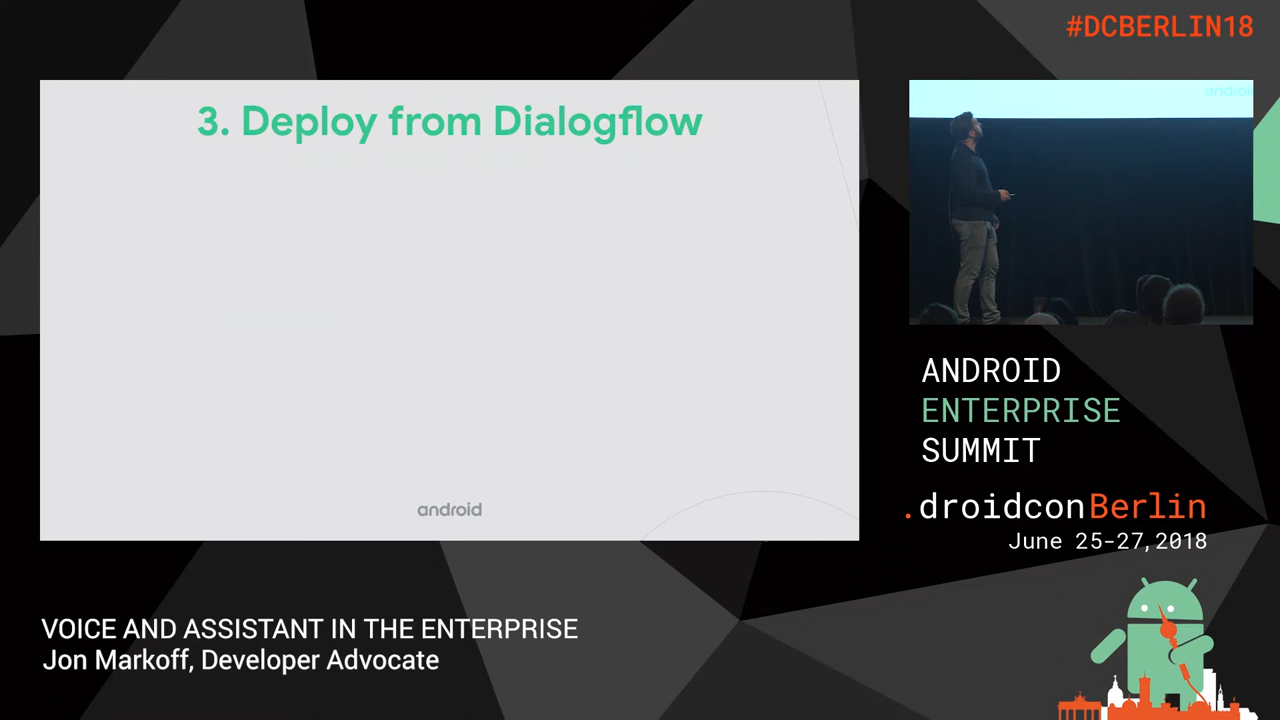 #DCBERLIN18
3. Deploy from Dialogflow
android
android
ANDROID
ENTERPRISE
SUMMIT
.droidconBerlin
June 25-27, 2018
VOICE AND ASSISTANT IN THE ENTERPRISE
Jon Markoff, Developer Advocate